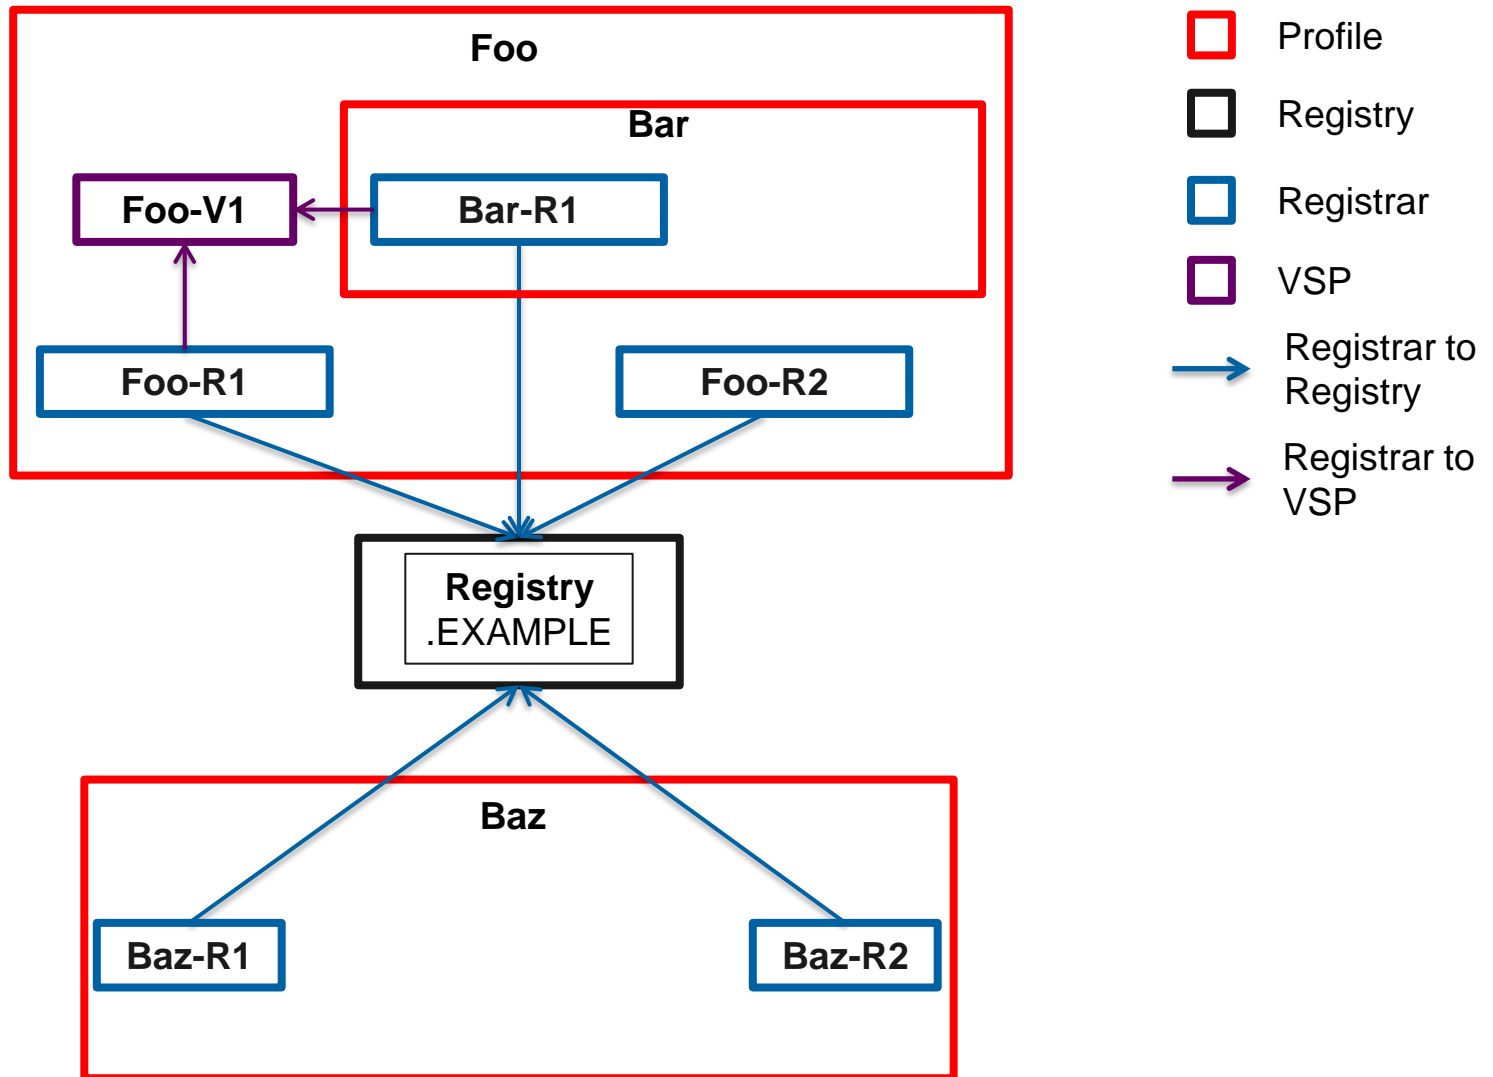 Foo
Bar
Foo-V1
Bar-R1
Foo-R1
Foo-R2
Registry
.EXAMPLE
Baz
Baz-R1
Baz-R2
Profile
Registry
Registrar
VSP
Registrar to
Registry
Registrar to
VSP